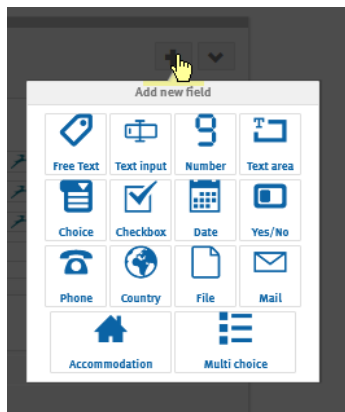 Add new field
Free Text Text input Number Text area
Choice Checkbox Date Yes/No
Phone Country File Mail
Accommodation Multi choice